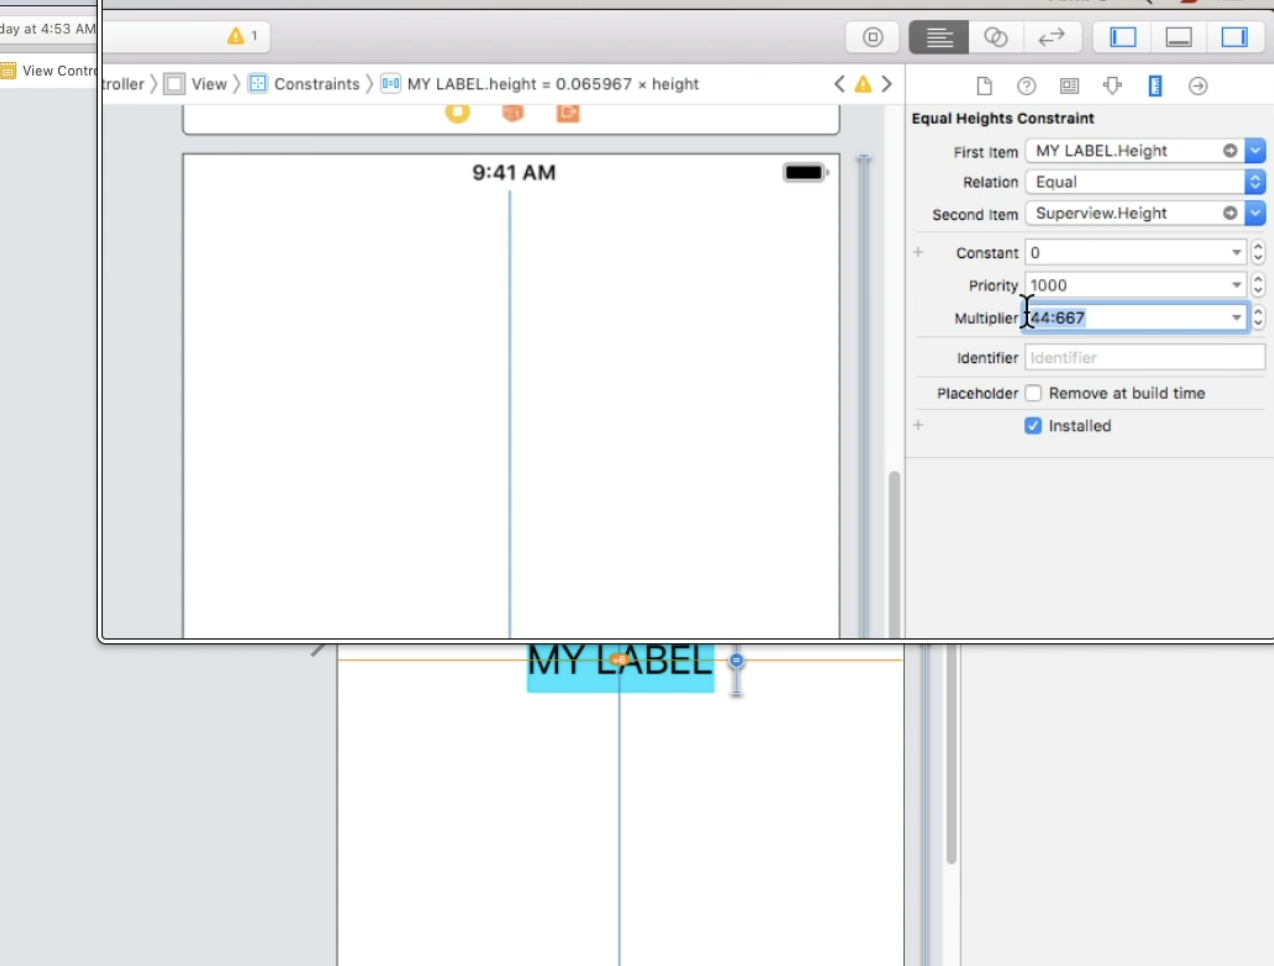 day at 4:53 AM
1
View Contro
troller View Constraints MY LABEL.height = 0.065967 × height
Equal Heights Constraint
First Item MY LABEL.Height
Relation Equal
Second Item Superview.Height
+ Constant 0
Priority 1000
Multiplier 44:667
Identifier Identifier
Placeholder Remove at build time
+ Installed
9:41 AM
MY LABEL